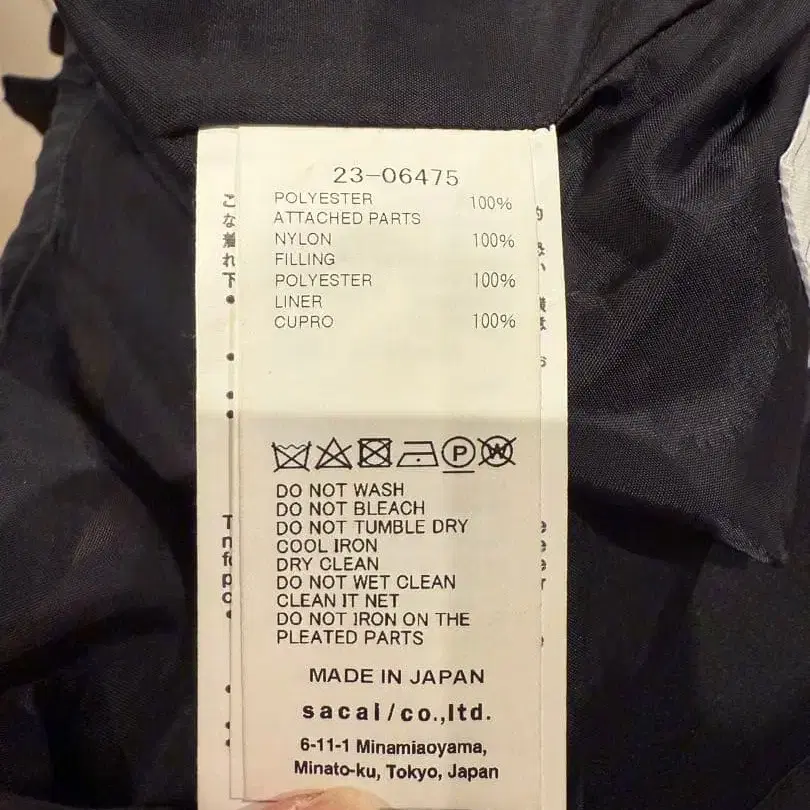 23-06475
POLYESTER 100%
ATTACHED PARTS
NYLON 100%
FILLING
POLYESTER 100%
LINER
CUPRO 100%
DO NOT WASH
DO NOT BLEACH
DO NOT TUMBLE DRY
COOL IRON
DRY CLEAN
DO NOT WET CLEAN
CLEAN IT NET
DO NOT IRON ON THE
PLEATED PARTS
MADE IN JAPAN
sacai/co.,ltd.
6-11-1 Minamiaoyama,
Minato-ku, Tokyo, Japan